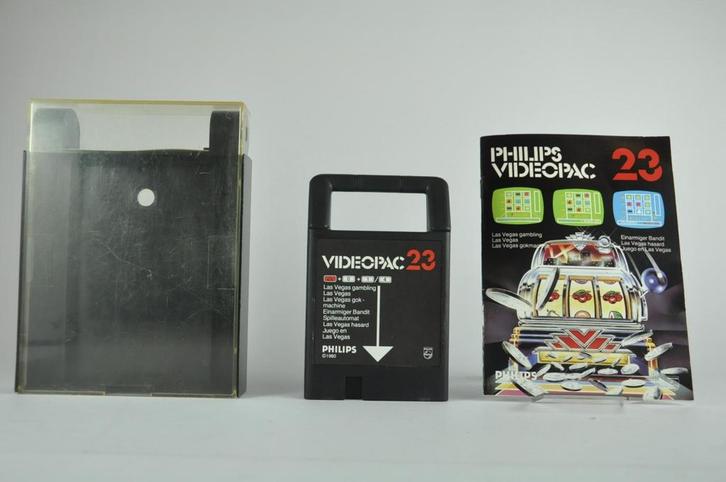 VIDEOPAC 23
Las Vegas gambling
Las Vegas
Las Vegas gok-
machine
Einarmiger Bandit
Spilleautomat
Las Vegas hasard
Juego en
Las Vegas
PHILIPS
©1980
PHILIPS
VIDEOPAC 23
Las Vegas gambling
Las Vegas
Las Vegas gokma
Einarmiger Bandit
Las Vegas hasard
Juego en Las Vegas
PHILIPS